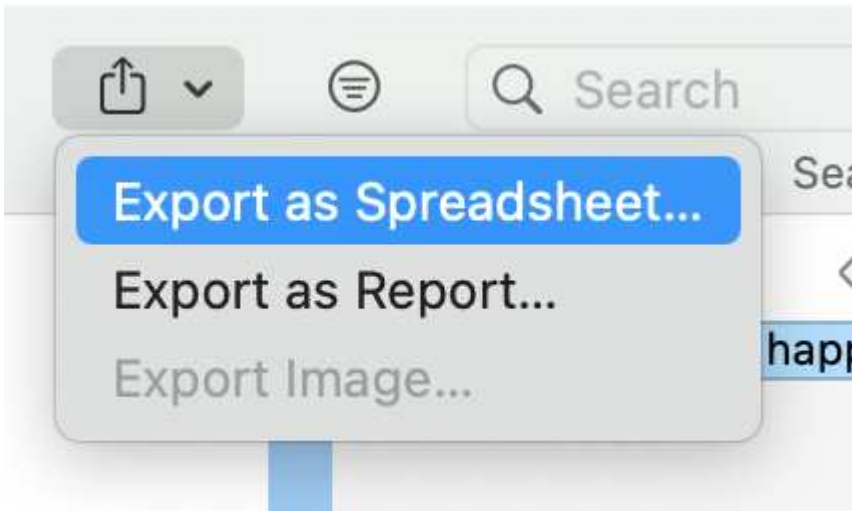 Search
Export as Spreadsheet...
Export as Report...
Export Image...